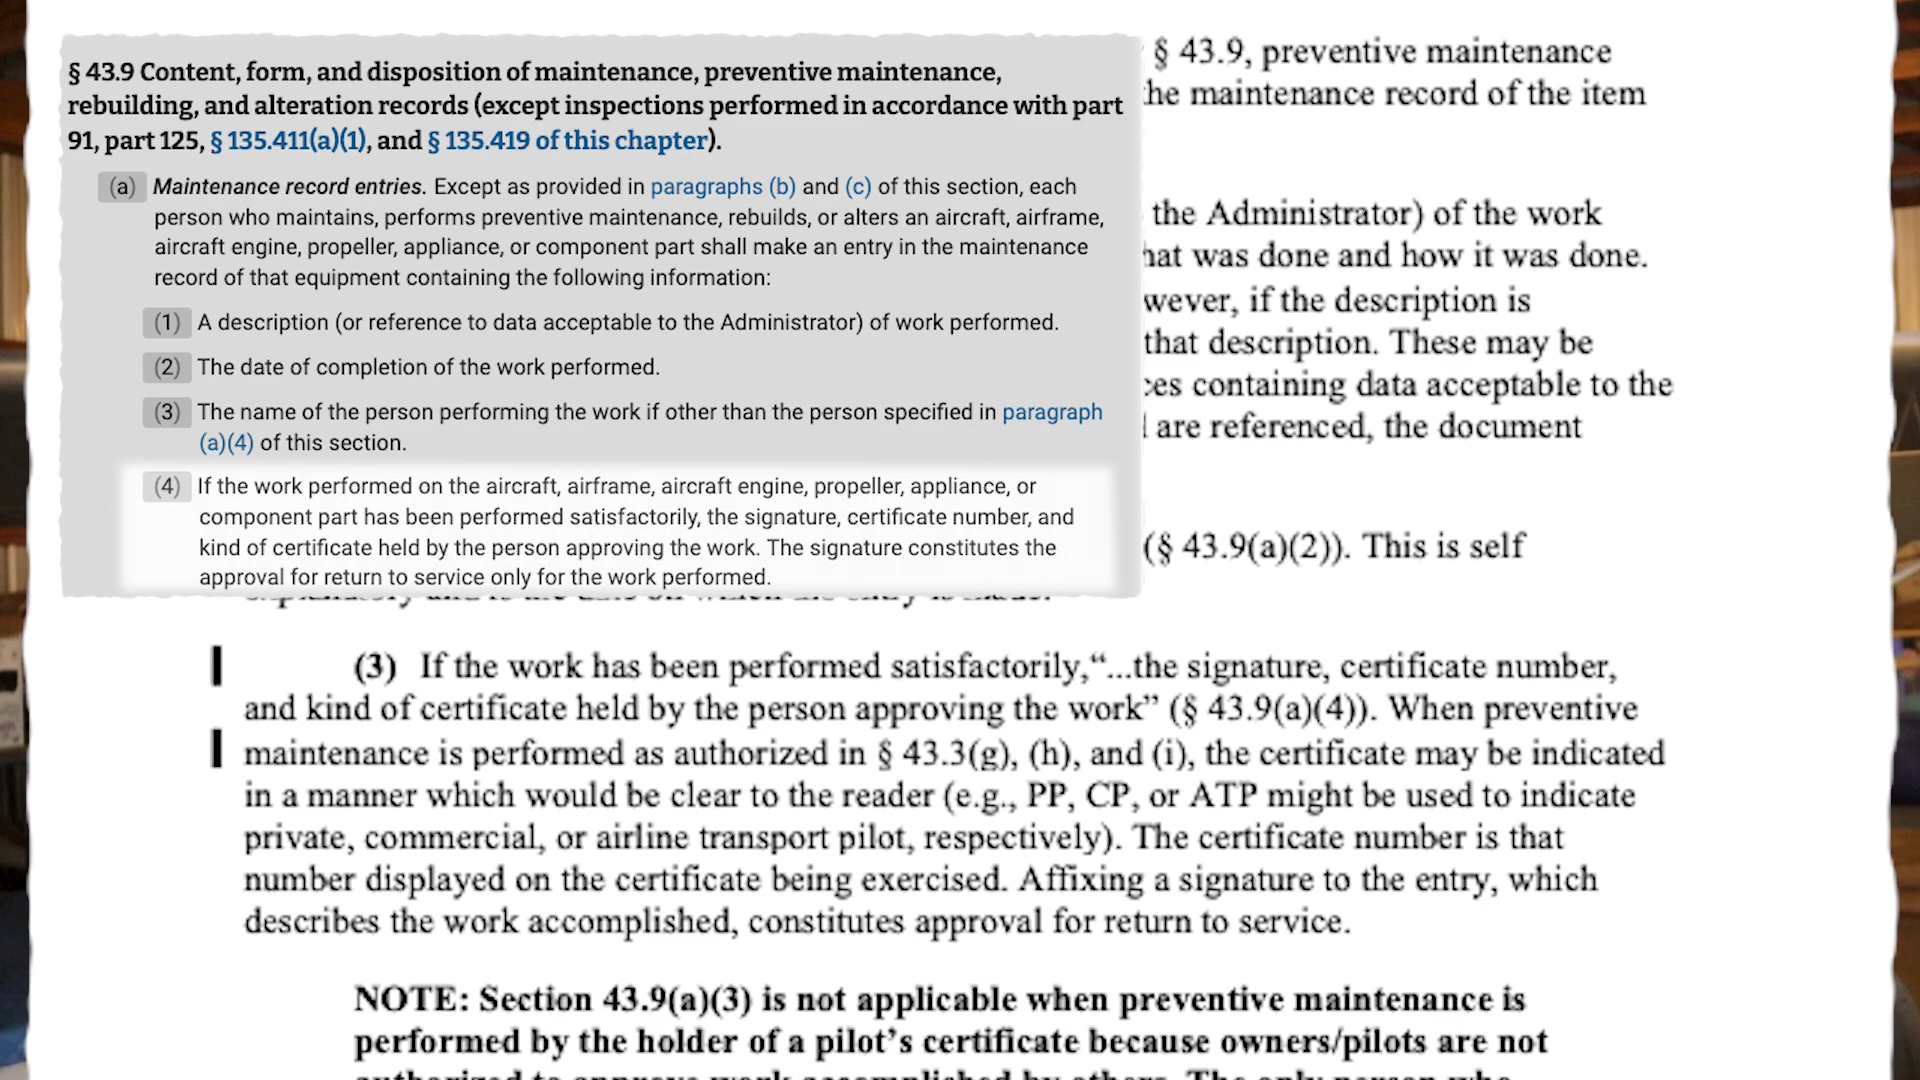 § 43.9 Content, form, and disposition of maintenance, preventive maintenance,
rebuilding, and alteration records (except inspections performed in accordance with part
91, part 125, § 135.411(a)(1), and § 135.419 of this chapter).
(a) Maintenance record entries. Except as provided in paragraphs (b) and (c) of this section, each
person who maintains, performs preventive maintenance, rebuilds, or alters an aircraft, airframe,
aircraft engine, propeller, appliance, or component part shall make an entry in the maintenance
record of that equipment containing the following information:
(1) A description (or reference to data acceptable to the Administrator) of work performed.
(2) The date of completion of the work performed.
(3) The name of the person performing the work if other than the person specified in paragraph
(a)(4) of this section.
(4) If the work performed on the aircraft, airframe, aircraft engine, propeller, appliance, or
component part has been performed satisfactorily, the signature, certificate number, and
kind of certificate held by the person approving the work. The signature constitutes the
approval for return to service only for the work performed.
§ 43.9, preventive maintenance
the maintenance record of the item
the Administrator) of the work
was done and how it was done.
if the description is
that description. These may be
containing data acceptable to the
are referenced, the document
(§ 43.9(a)(2)). This is self
(3) If the work has been performed satisfactorily,“...the signature, certificate number,
and kind of certificate held by the person approving the work” (§ 43.9(a)(4)). When preventive
maintenance is performed as authorized in § 43.3(g), (h), and (i), the certificate may be indicated
in a manner which would be clear to the reader (e.g., PP, CP, or ATP might be used to indicate
private, commercial, or airline transport pilot, respectively). The certificate number is that
number displayed on the certificate being exercised. Affixing a signature to the entry, which
describes the work accomplished, constitutes approval for return to service.
NOTE: Section 43.9(a)(3) is not applicable when preventive maintenance is
performed by the holder of a pilot’s certificate because owners/pilots are not